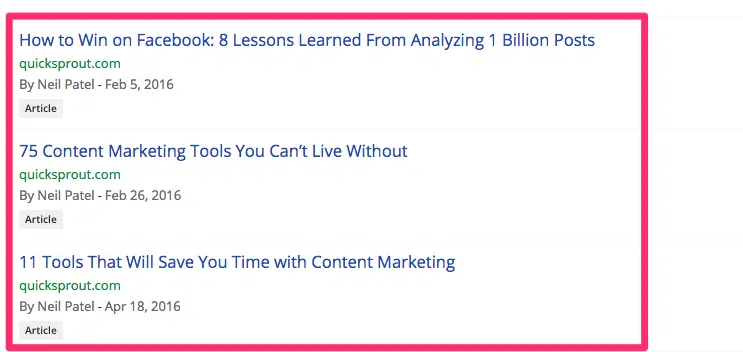 How to Win on Facebook: 8 Lessons Learned From Analyzing 1 Billion Posts
quicksprout.com
By Neil Patel - Feb 5, 2016
Article
75 Content Marketing Tools You Can’t Live Without
quicksprout.com
By Neil Patel - Feb 26, 2016
Article
11 Tools That Will Save You Time with Content Marketing
quicksprout.com
By Neil Patel - Apr 18, 2016
Article